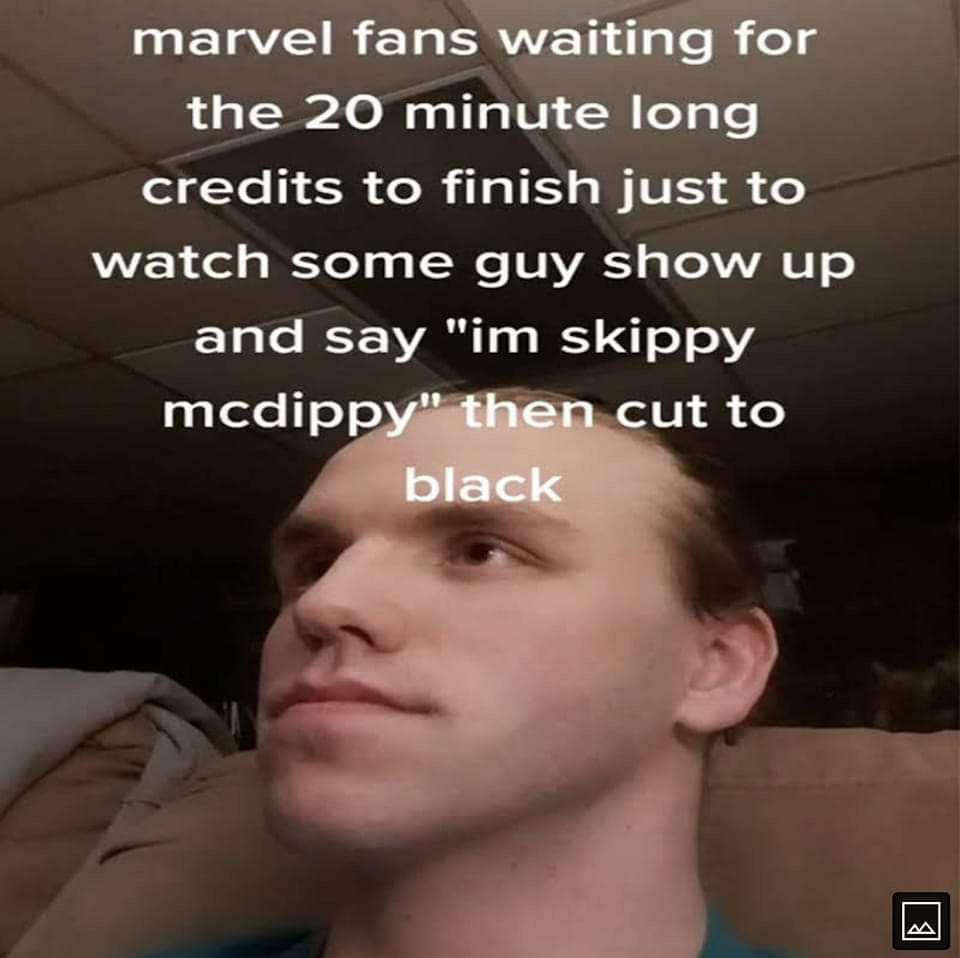 marvel fans waiting for
the 20 minute long
credits to finish just to
watch some guy show up
and say "im skippy
mcdippy" then cut to
black